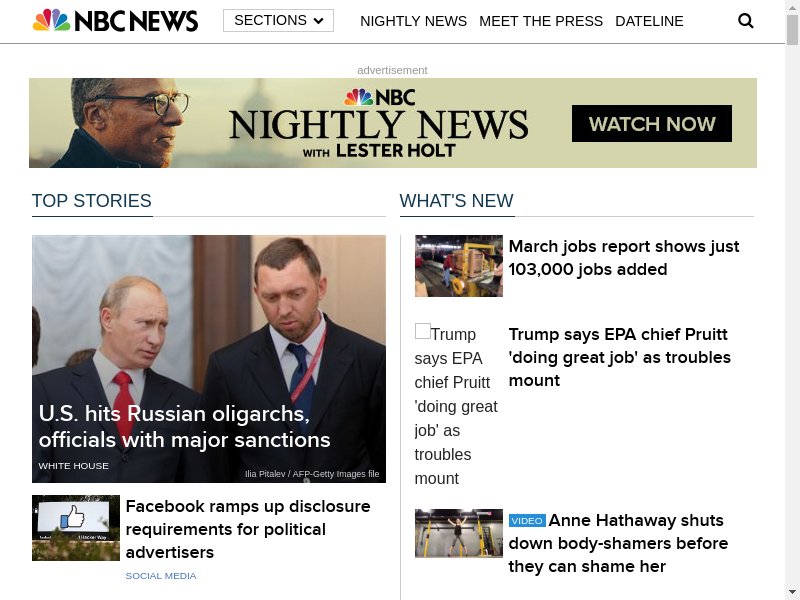 NBC NEWS
SECTIONS
NIGHTLY NEWS
MEET THE PRESS
DATELINE
advertisement
NBC
NIGHTLY NEWS
WITH LESTER HOLT
WATCH NOW
TOP STORIES
U.S. hits Russian oligarchs,
officials with major sanctions
WHITE HOUSE
Ilia Pitalev / AFP-Getty Images file
Facebook ramps up disclosure
requirements for political
advertisers
SOCIAL MEDIA
WHAT'S NEW
March jobs report shows just
103,000 jobs added
Trump
says EPA
chief Pruitt
'doing great
job' as
troubles
mount
Trump says EPA chief Pruitt
'doing great job' as troubles
mount
VIDEO Anne Hathaway shuts
down body-shamers before
they can shame her